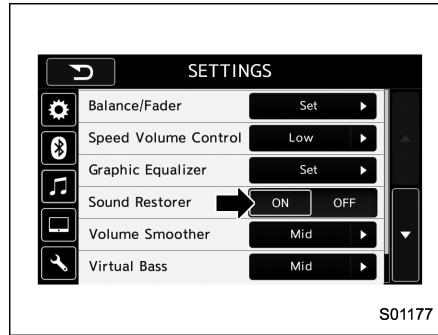 SETTINGS
Balance/Fader Set
Speed Volume Control Low
Graphic Equalizer Set
Sound Restorer ON OFF
Volume Smoother Mid
Virtual Bass Mid
S01177